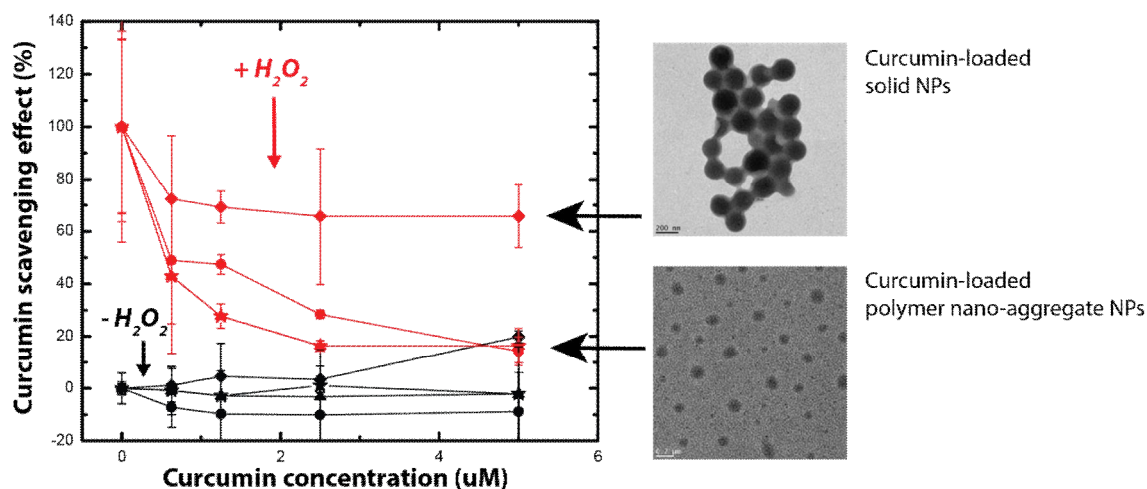 140
120
100
80
60
40
20
0
-20
0
2
4
6
Curcumin scavenging effect (%)
Curcumin concentration (uM)
+ H₂O₂
- H₂O₂
Curcumin-loaded
solid NPs
200 nm
Curcumin-loaded
polymer nano-aggregate NPs